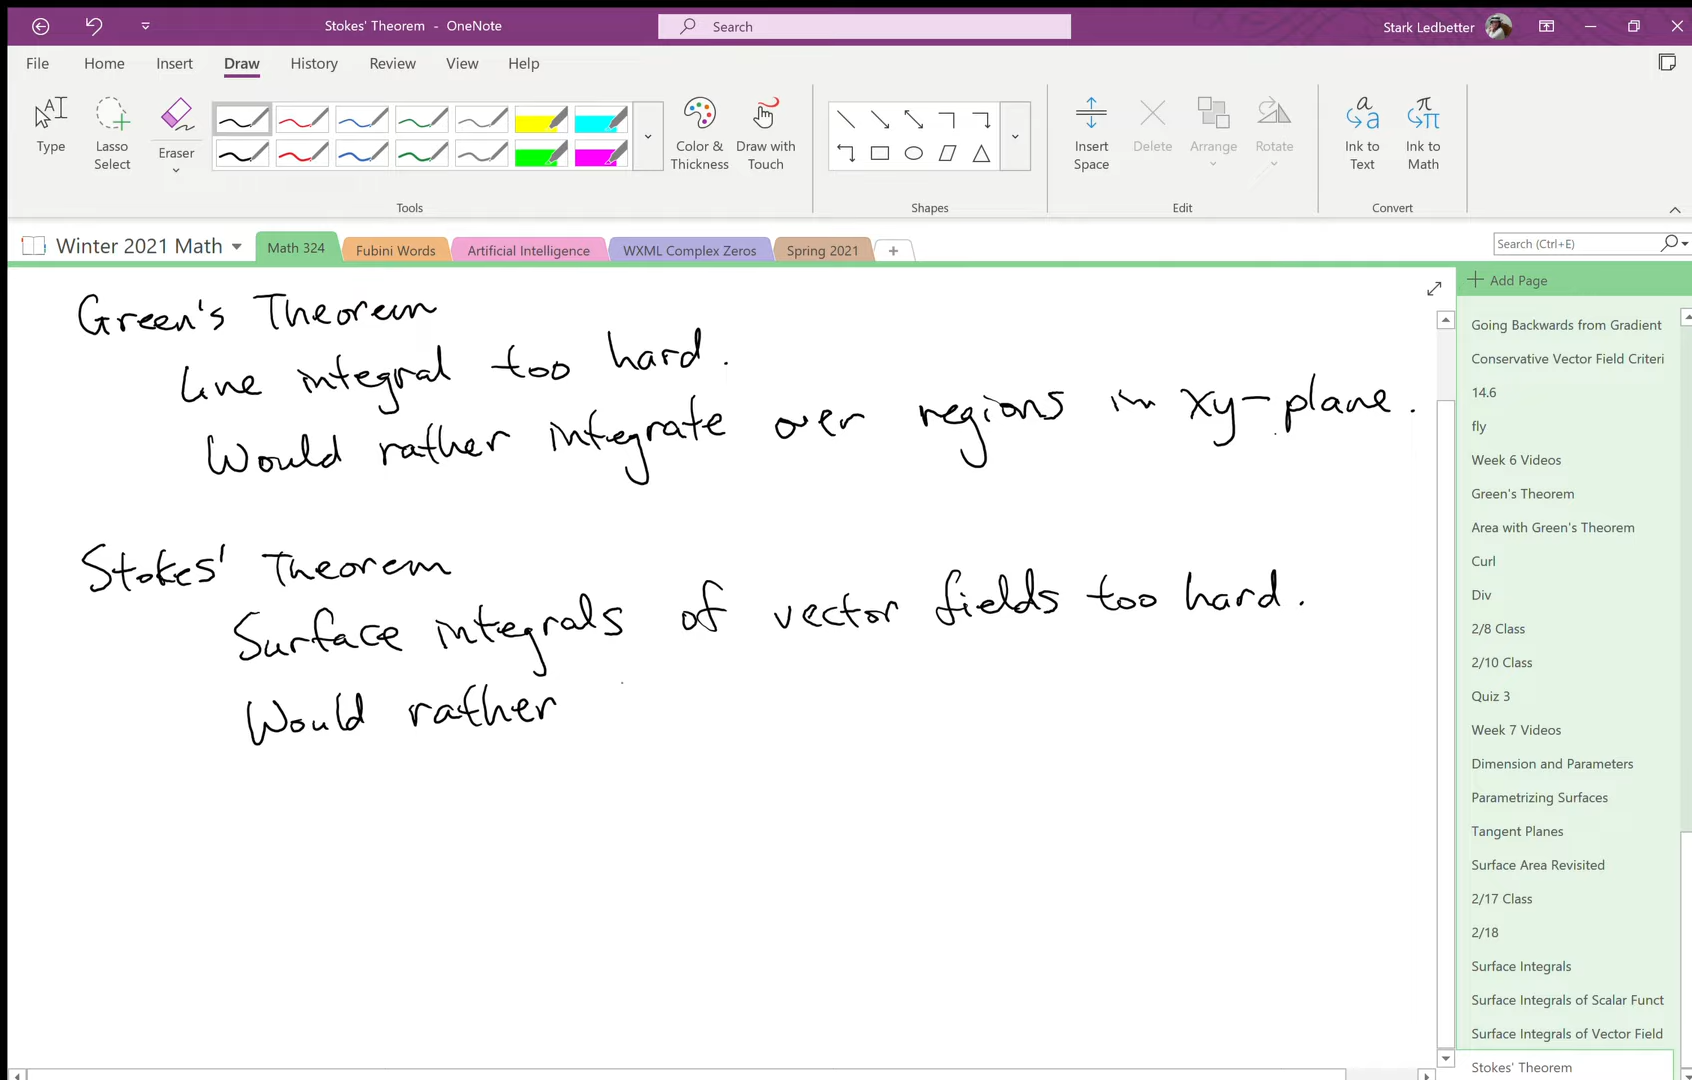 Stokes' Theorem - OneNote
Search
Stark Ledbetter
File Home Insert Draw History Review View Help
Type
Lasso Select
Eraser
Color & Thickness
Draw with Touch
Insert Space
Delete
Arrange
Rotate
Ink to Text
Ink to Math
Tools
Shapes
Edit
Convert
Winter 2021 Math
Math 324
Fubini Words
Artificial Intelligence
WXML Complex Zeros
Spring 2021
Search (Ctrl+E)
Green's Theorem
Line integral too hard.
Would rather integrate over regions in xy-plane.
Stokes' Theorem
Surface integrals of vector fields too hard.
Would rather
Add Page
Going Backwards from Gradient
Conservative Vector Field Criteri
14.6
fly
Week 6 Videos
Green's Theorem
Area with Green's Theorem
Curl
Div
2/8 Class
2/10 Class
Quiz 3
Week 7 Videos
Dimension and Parameters
Parametrizing Surfaces
Tangent Planes
Surface Area Revisited
2/17 Class
2/18
Surface Integrals
Surface Integrals of Scalar Funct
Surface Integrals of Vector Field
Stokes' Theorem